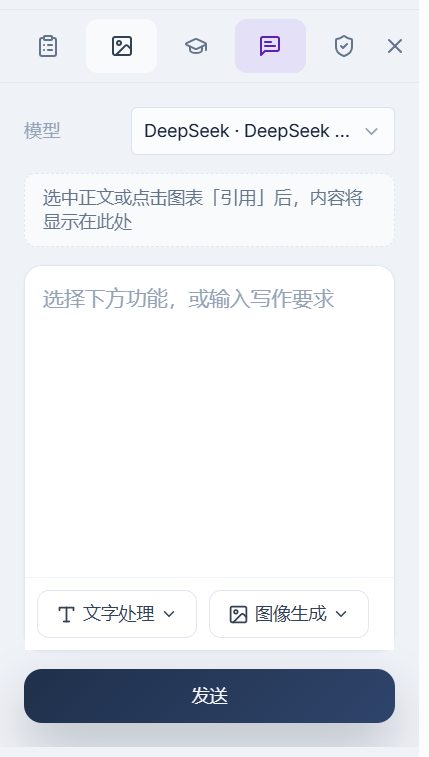 模型
DeepSeek · DeepSeek ...
选中正文或点击图表「引用」后，内容将
显示在此处
选择下方功能，或输入写作要求
文字处理
图像生成
发送